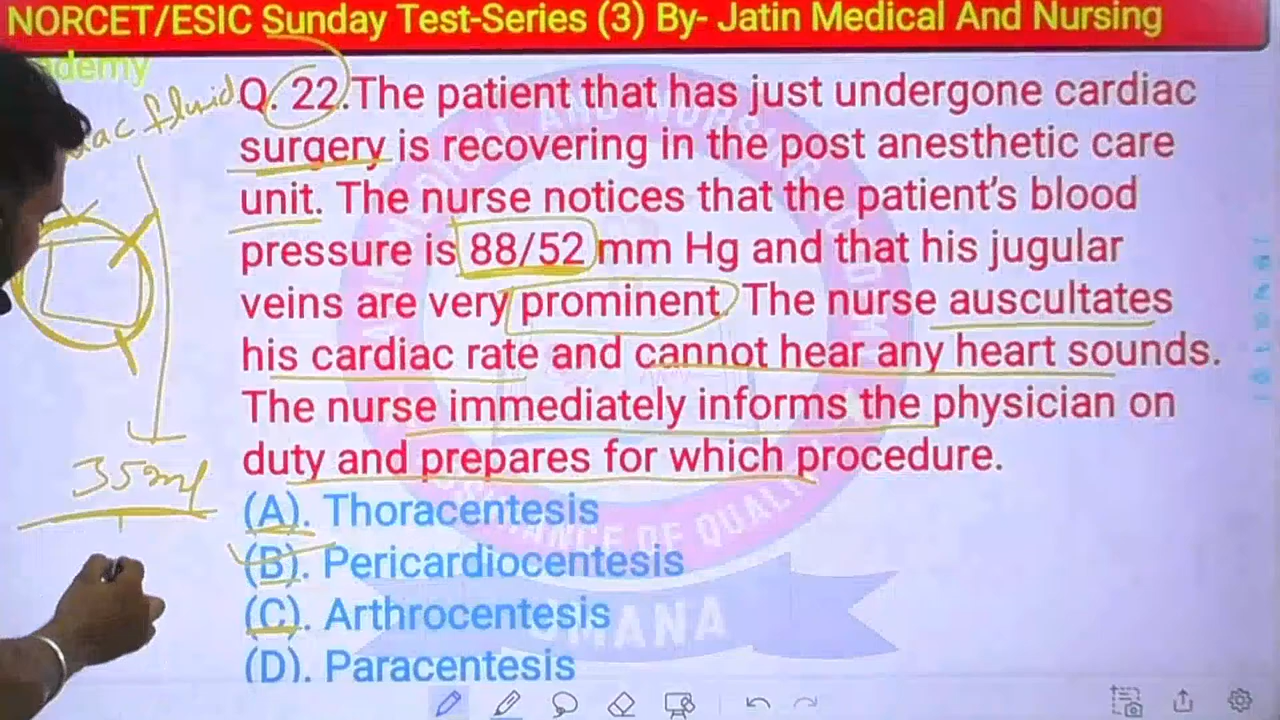 NORCET/ESIC Sunday Test-Series (3) By- Jatin Medical And Nursing
ademy
ac fluid
Q. 22. The patient that has just undergone cardiac
surgery is recovering in the post anesthetic care
unit. The nurse notices that the patient’s blood
pressure is 88/52 mm Hg and that his jugular
veins are very prominent. The nurse auscultates
his cardiac rate and cannot hear any heart sounds.
The nurse immediately informs the physician on
duty and prepares for which procedure.
35ml
(A). Thoracentesis
(B). Pericardiocentesis
(C). Arthrocentesis
(D). Paracentesis